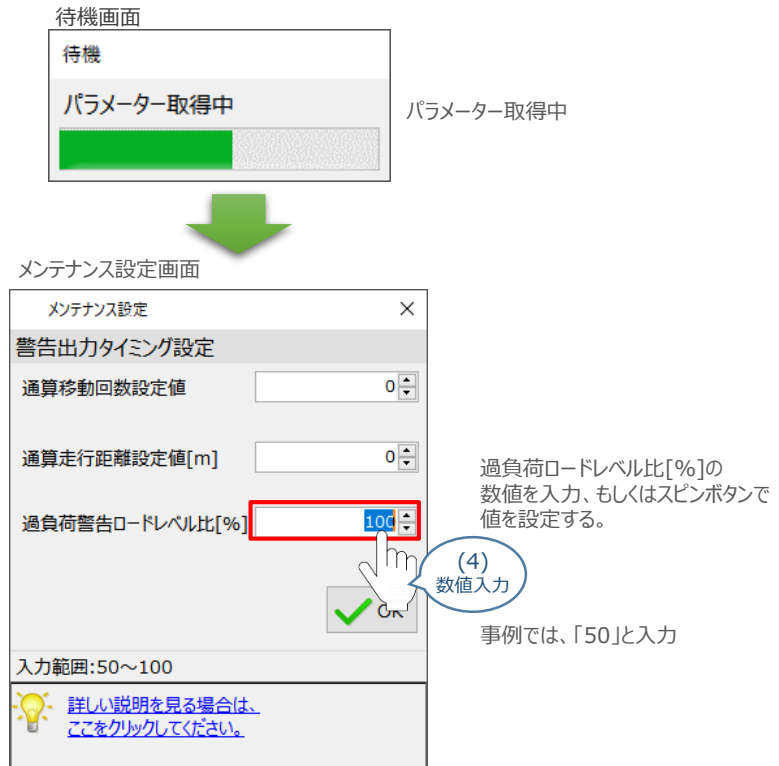 待機画面
待機
パラメーター取得中
パラメーター取得中
メンテナンス設定画面
メンテナンス設定
警告出力タイミング設定
通算移動回数設定値
0
通算走行距離設定値[m]
0
過負荷警告ロードレベル比[%]
100
過負荷ロードレベル比[%]の
数値を入力、もしくはスピンボタンで
値を設定する。
(4)
数値入力
OK
事例では、「50」と入力
入力範囲:50～100
詳しい説明を見る場合は、
ここをクリックしてください。